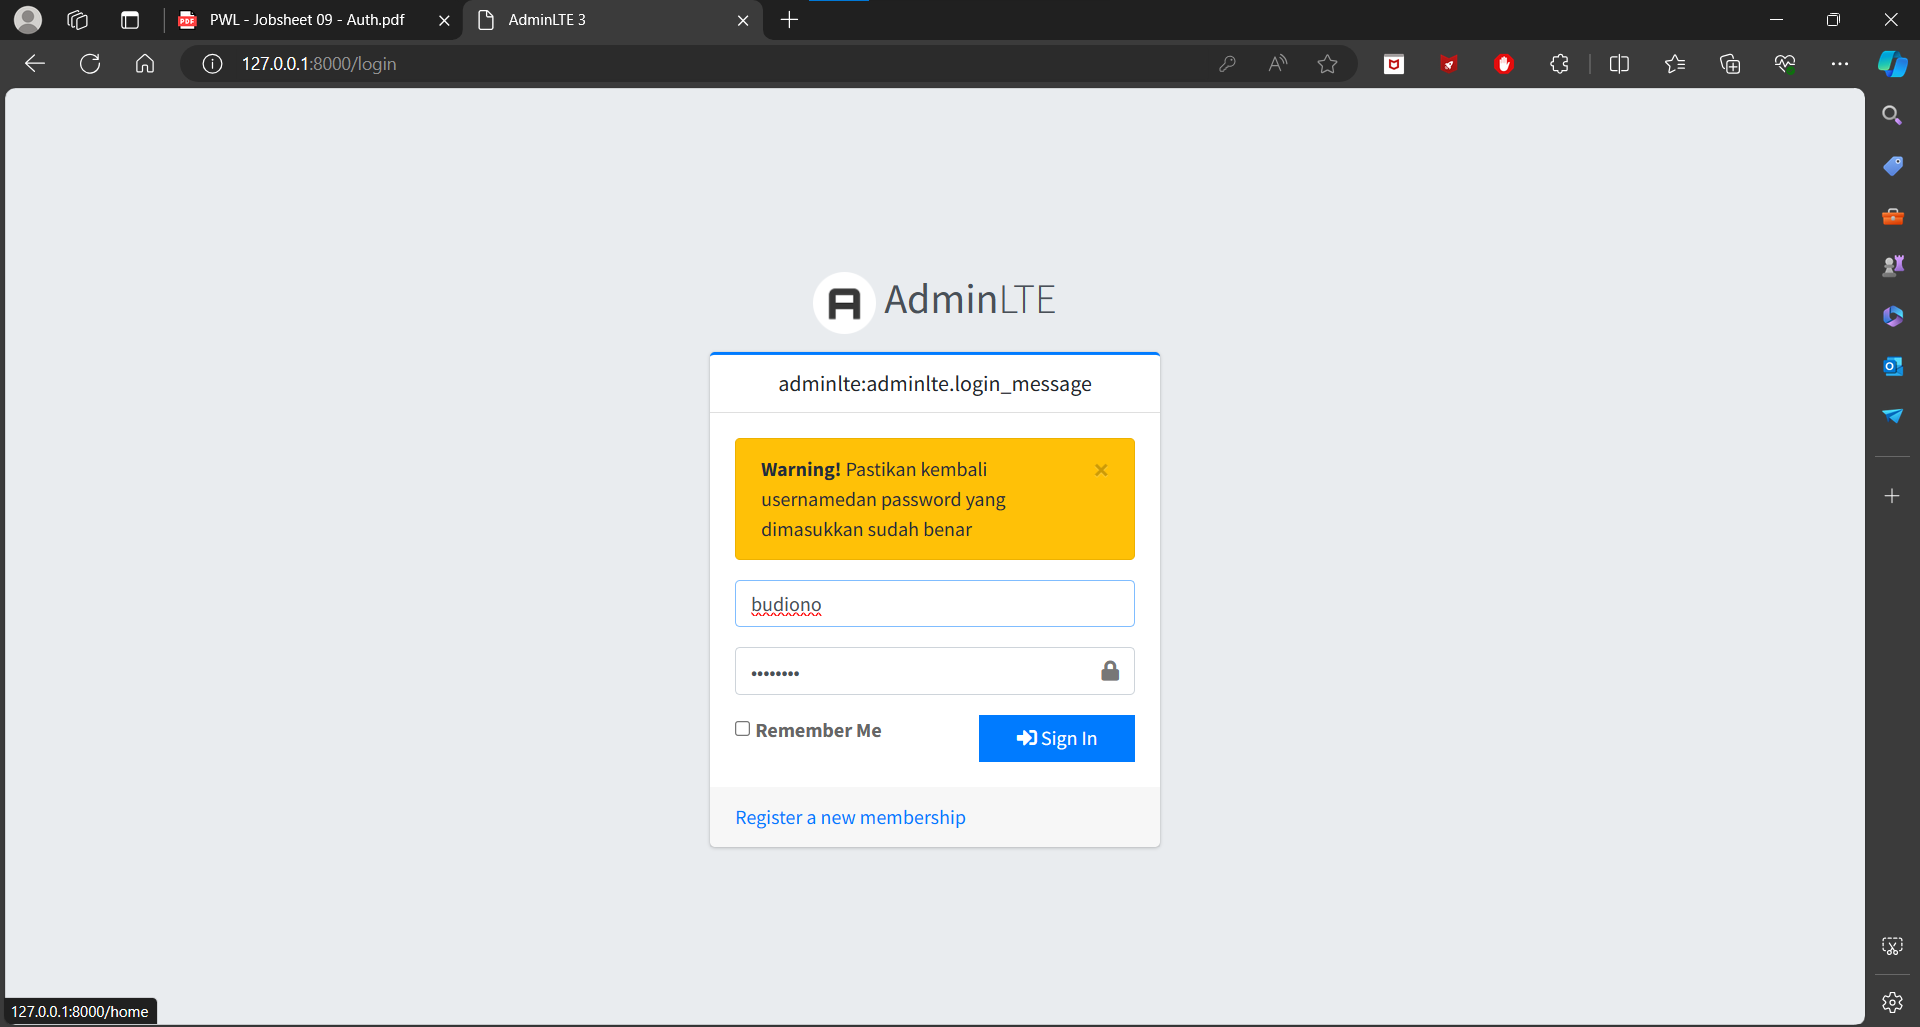 PWL - Jobsheet 09 - Auth.pdf
AdminLTE 3
127.0.0.1:8000/login
AdminLTE
adminlte:adminlte.login_message
Warning! Pastikan kembali
usernamedan password yang
dimasukkan sudah benar
budiono
••••••••
Remember Me
Sign In
Register a new membership
127.0.0.1:8000/home